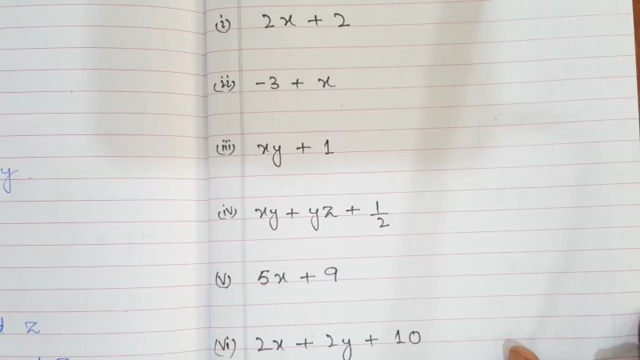 (i) 2x + 2
(ii) -3 + x
(iii) xy + 1
y
(iv) xy + yz + 1/2
(v) 5x + 9
z
(vi) 2x + 2y + 10